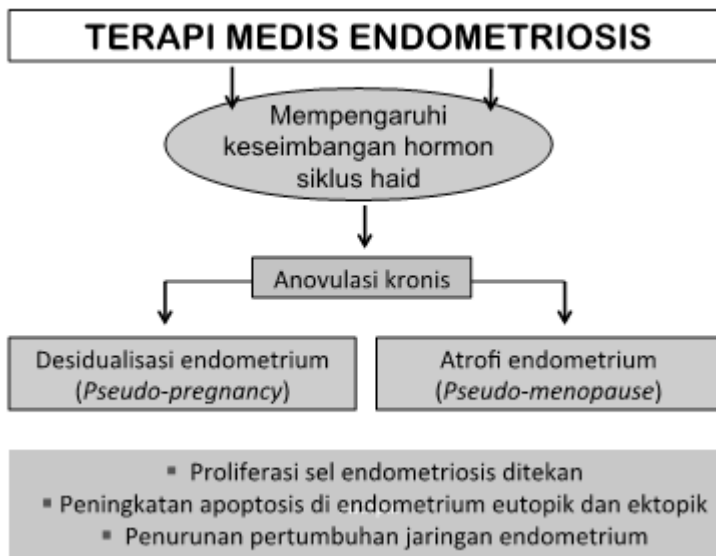 TERAPI MEDIS ENDOMETRIOSIS
Mempengaruhi
keseimbangan hormon
siklus haid
Anovulasi kronis
Desidualisasi endometrium
(Pseudo-pregnancy)
Atrofi endometrium
(Pseudo-menopause)
▪ Proliferasi sel endometriosis ditekan
▪ Peningkatan apoptosis di endometrium eutopik dan ektopik
▪ Penurunan pertumbuhan jaringan endometrium